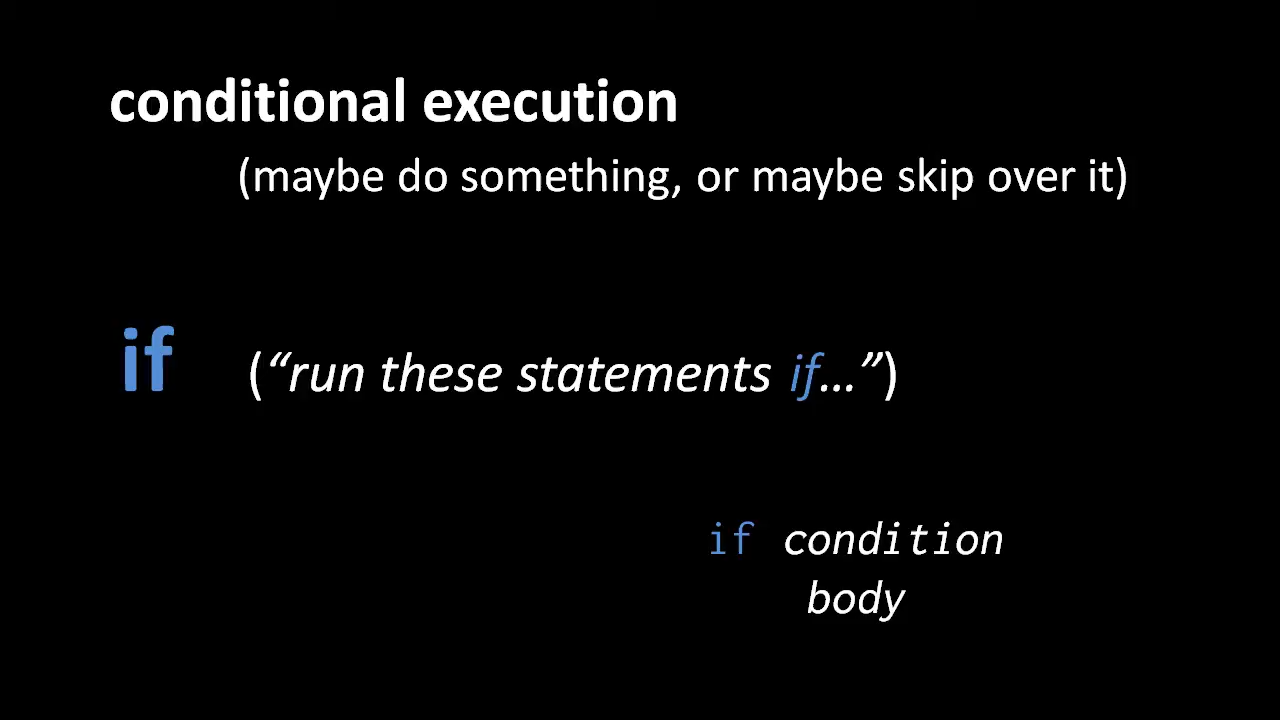 conditional execution
(maybe do something, or maybe skip over it)
if (“run these statements if…”)
if condition
body